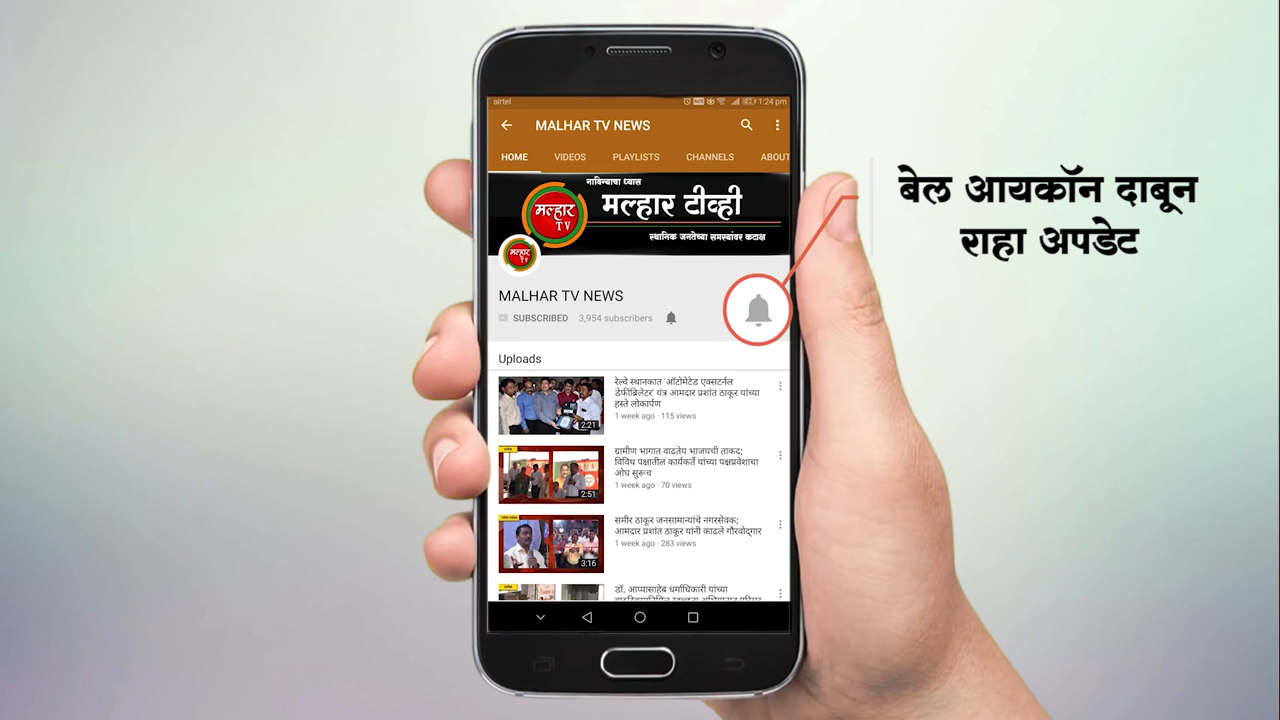 airtel 1:24 pm
MALHAR TV NEWS
HOME VIDEOS PLAYLISTS CHANNELS ABOUT
नाविन्याचा ध्यास
मल्हार टीव्ही
स्थानिक जनतेच्या समस्यांवर कटाक्ष
मल्हार
TV
मल्हार
TV
बेल आयकॉन दाबून
राहा अपडेट
MALHAR TV NEWS
SUBSCRIBED 3,954 subscribers
Uploads
रेल्वे स्थानकात 'ऑटोमेटेड एक्सटर्नल
डेफीब्रिलेटर' यंत्र आमदार प्रशांत ठाकूर यांच्या
हस्ते लोकार्पण
1 week ago · 115 views
2:21
ग्रामीण भागात वाढतेय भाजपची ताकद;
विविध पक्षातील कार्यकर्ते यांच्या पक्षप्रवेशाचा
ओघ सुरूच
1 week ago · 70 views
2:51
समीर ठाकूर जनसामान्यांचे नगरसेवक;
आमदार प्रशांत ठाकूर यांनी काढले गौरवोद्गार
1 week ago · 283 views
3:16
डॉ. आप्पासाहेब धर्माधिकारी यांच्या